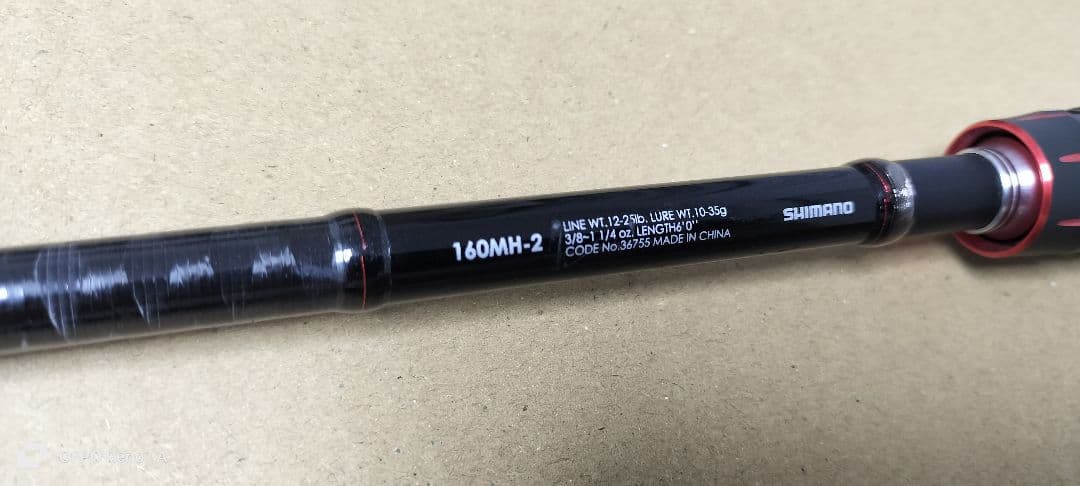 160MH-2
LINE WT.12-25lb. LURE WT.10-35g
3/8~1 1/4 oz. LENGTH6'0''
CODE No.36755 MADE IN CHINA
SHIMANO